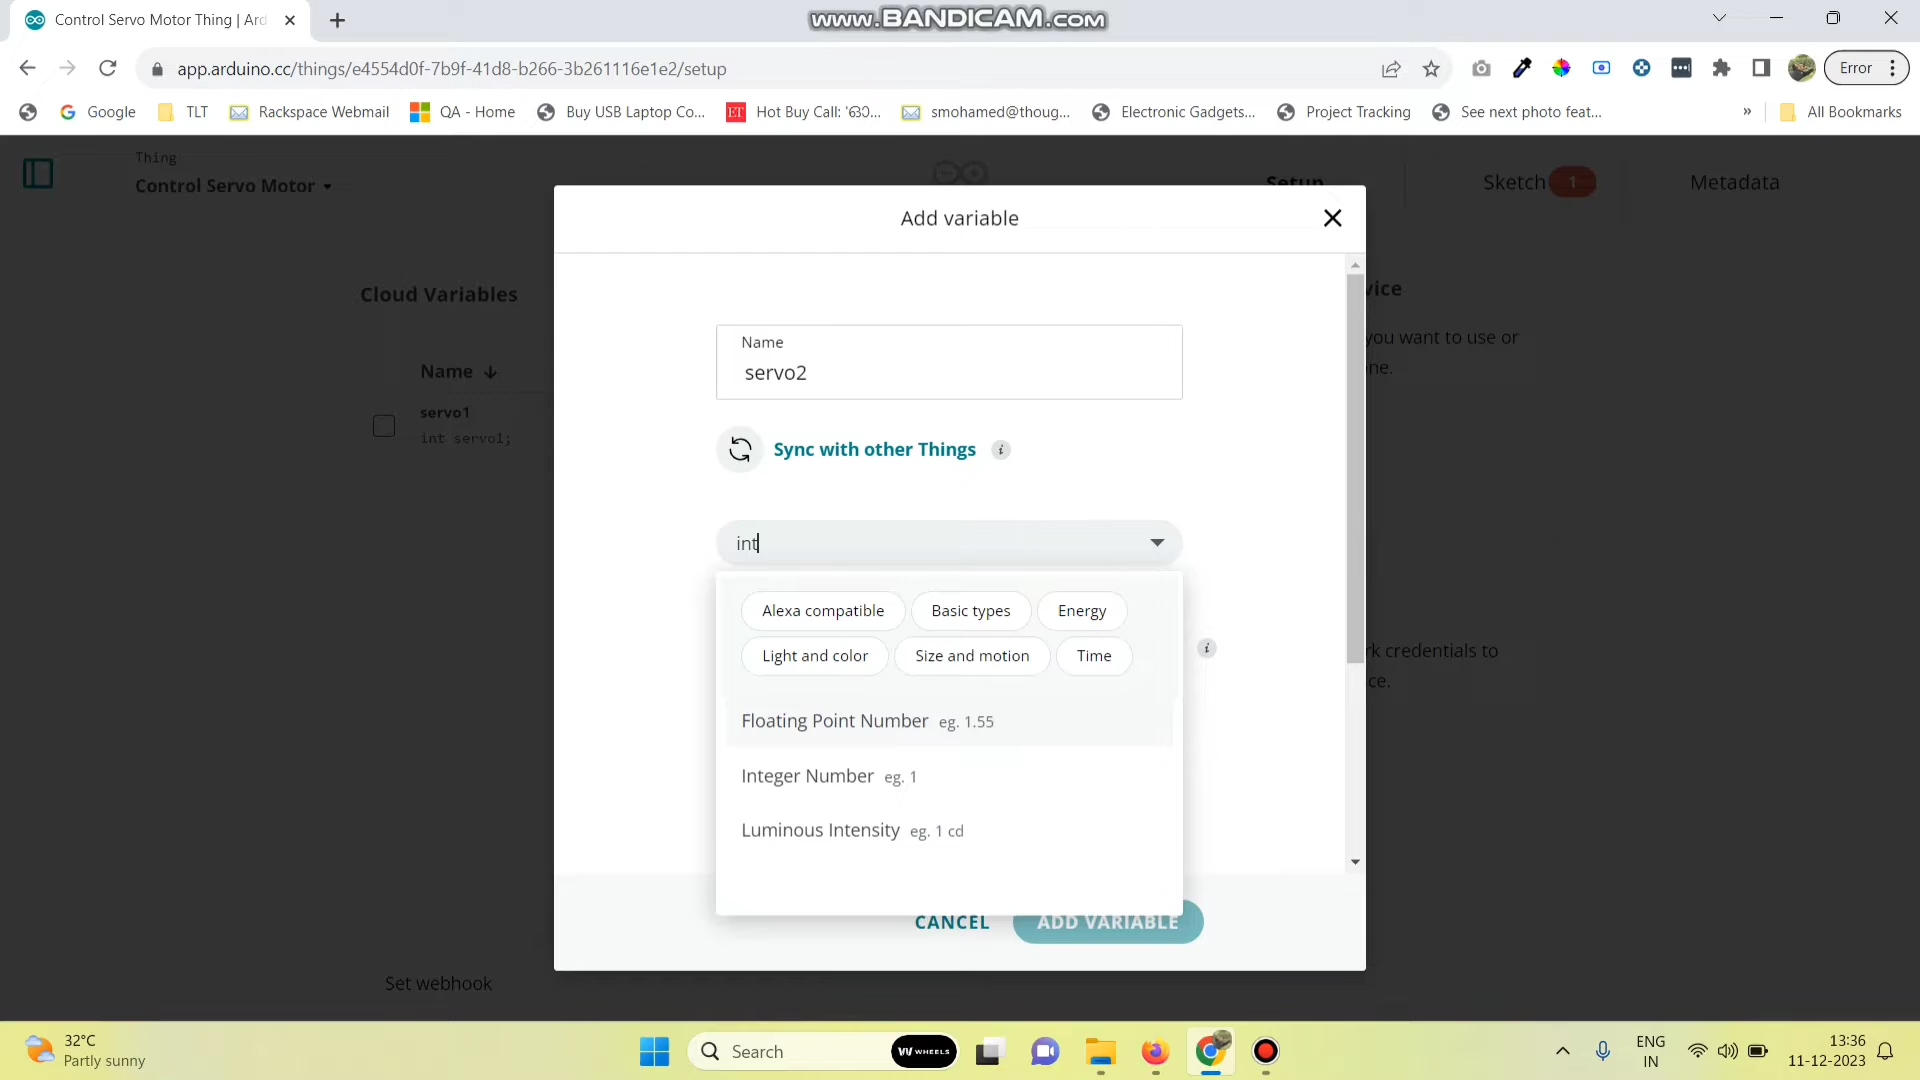 Control Servo Motor Thing | Ard
www.BANDICAM.com
app.arduino.cc/things/e4554d0f-7b9f-41d8-b266-3b261116e1e2/setup
Error
Google
TLT
Rackspace Webmail
QA - Home
Buy USB Laptop Co...
ET
Hot Buy Call: 'രാ...
smohamed@thoug...
Electronic Gadgets...
Project Tracking
See next photo feat...
»
All Bookmarks
Thing
Control Servo Motor
Setup
Sketch 1
Metadata
Add variable
Cloud Variables
vice
Name
servo2
you want to use or
ne.
Name
servo1
int servo1;
Sync with other Things
i
int
Alexa compatible
Basic types
Energy
Light and color
Size and motion
Time
i
rk credentials to
ce.
Floating Point Number eg. 1.55
Integer Number eg. 1
Luminous Intensity eg. 1 cd
CANCEL
ADD VARIABLE
Set webhook
32°C
Partly sunny
Search
WHEELS
ENG
IN
13:36
11-12-2023